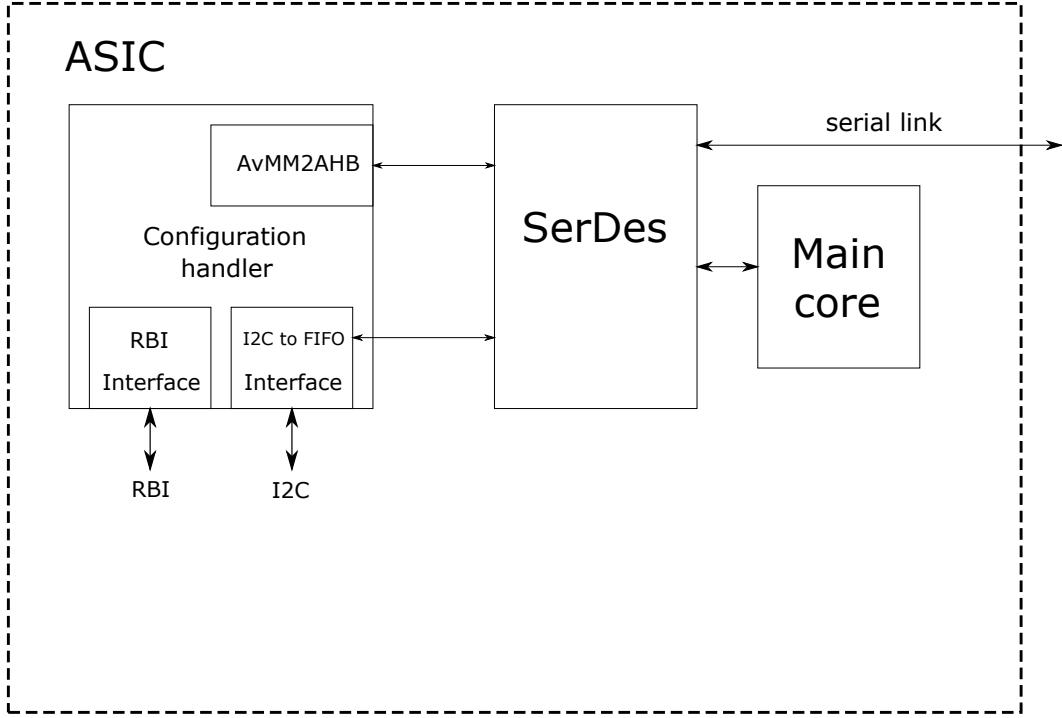 ASIC
serial link
AvMM2AHB
SerDes
Configuration
handler
Main
core
RBI
Interface
I2C to FIFO
Interface
RBI
I2C